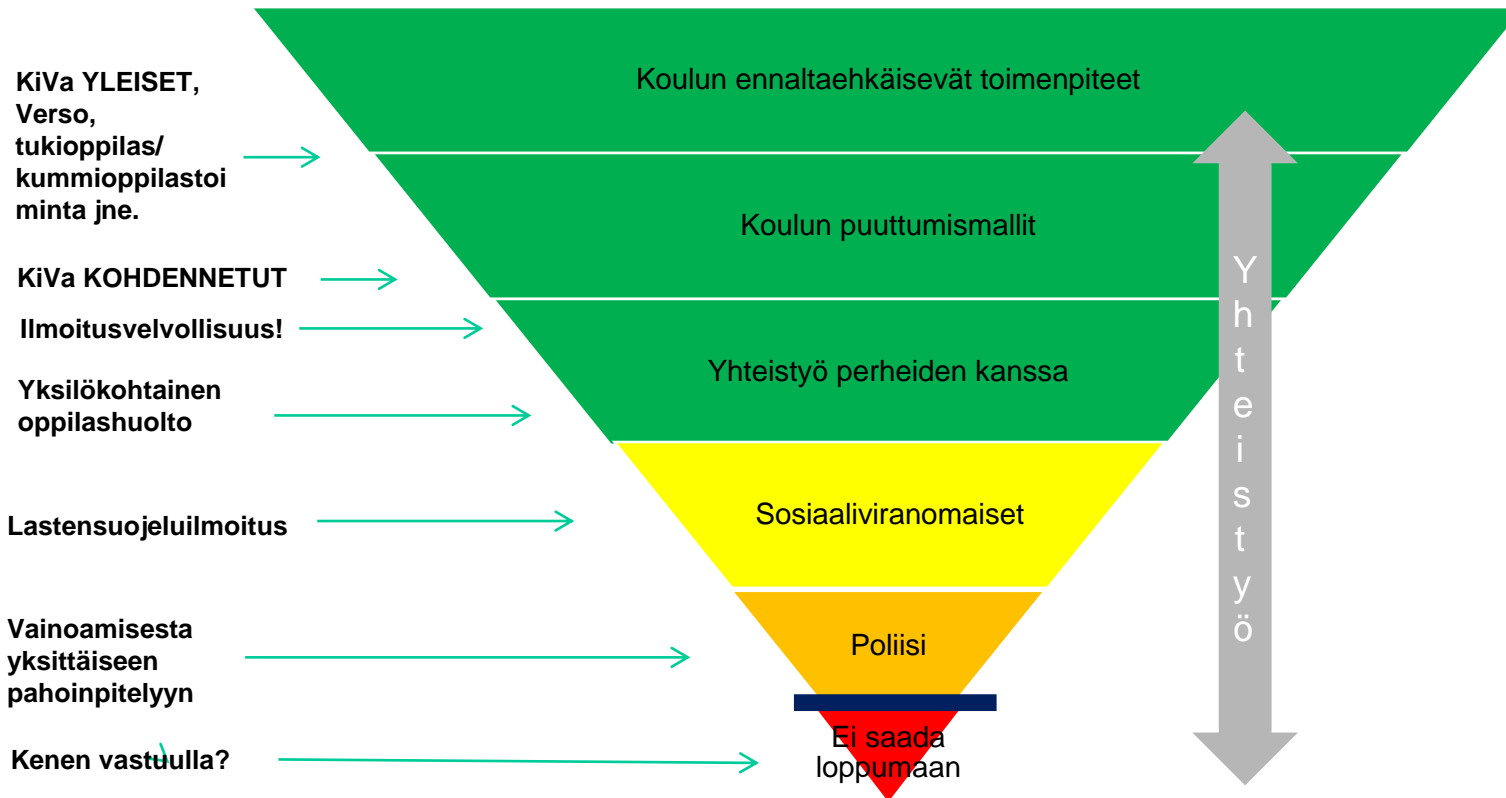 Koulun ennaltaehkäisevät toimenpiteet
KiVa YLEISET,
Verso,
tukioppilas/
kummioppilastoi
minta jne.
Koulun puuttumismallit
KiVa KOHDENNETUT
Ilmoitusvelvollisuus!
Yhteistyö perheiden kanssa
Yksilökohtainen
oppilashuolto
Sosiaaliviranomaiset
Lastensuojeluilmoitus
Poliisi
Vainoamisesta
yksittäiseen
pahoinpitelyyn
Ei saada
loppumaan
Kenen vastuulla?
Y
h
t
e
i
s
t
y
ö